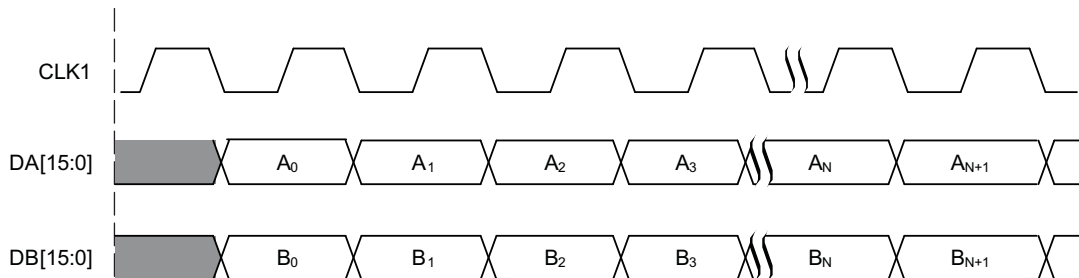 CLK1
DA[15:0] A0 A1 A2 A3 AN AN+1
DB[15:0] B0 B1 B2 B3 BN BN+1